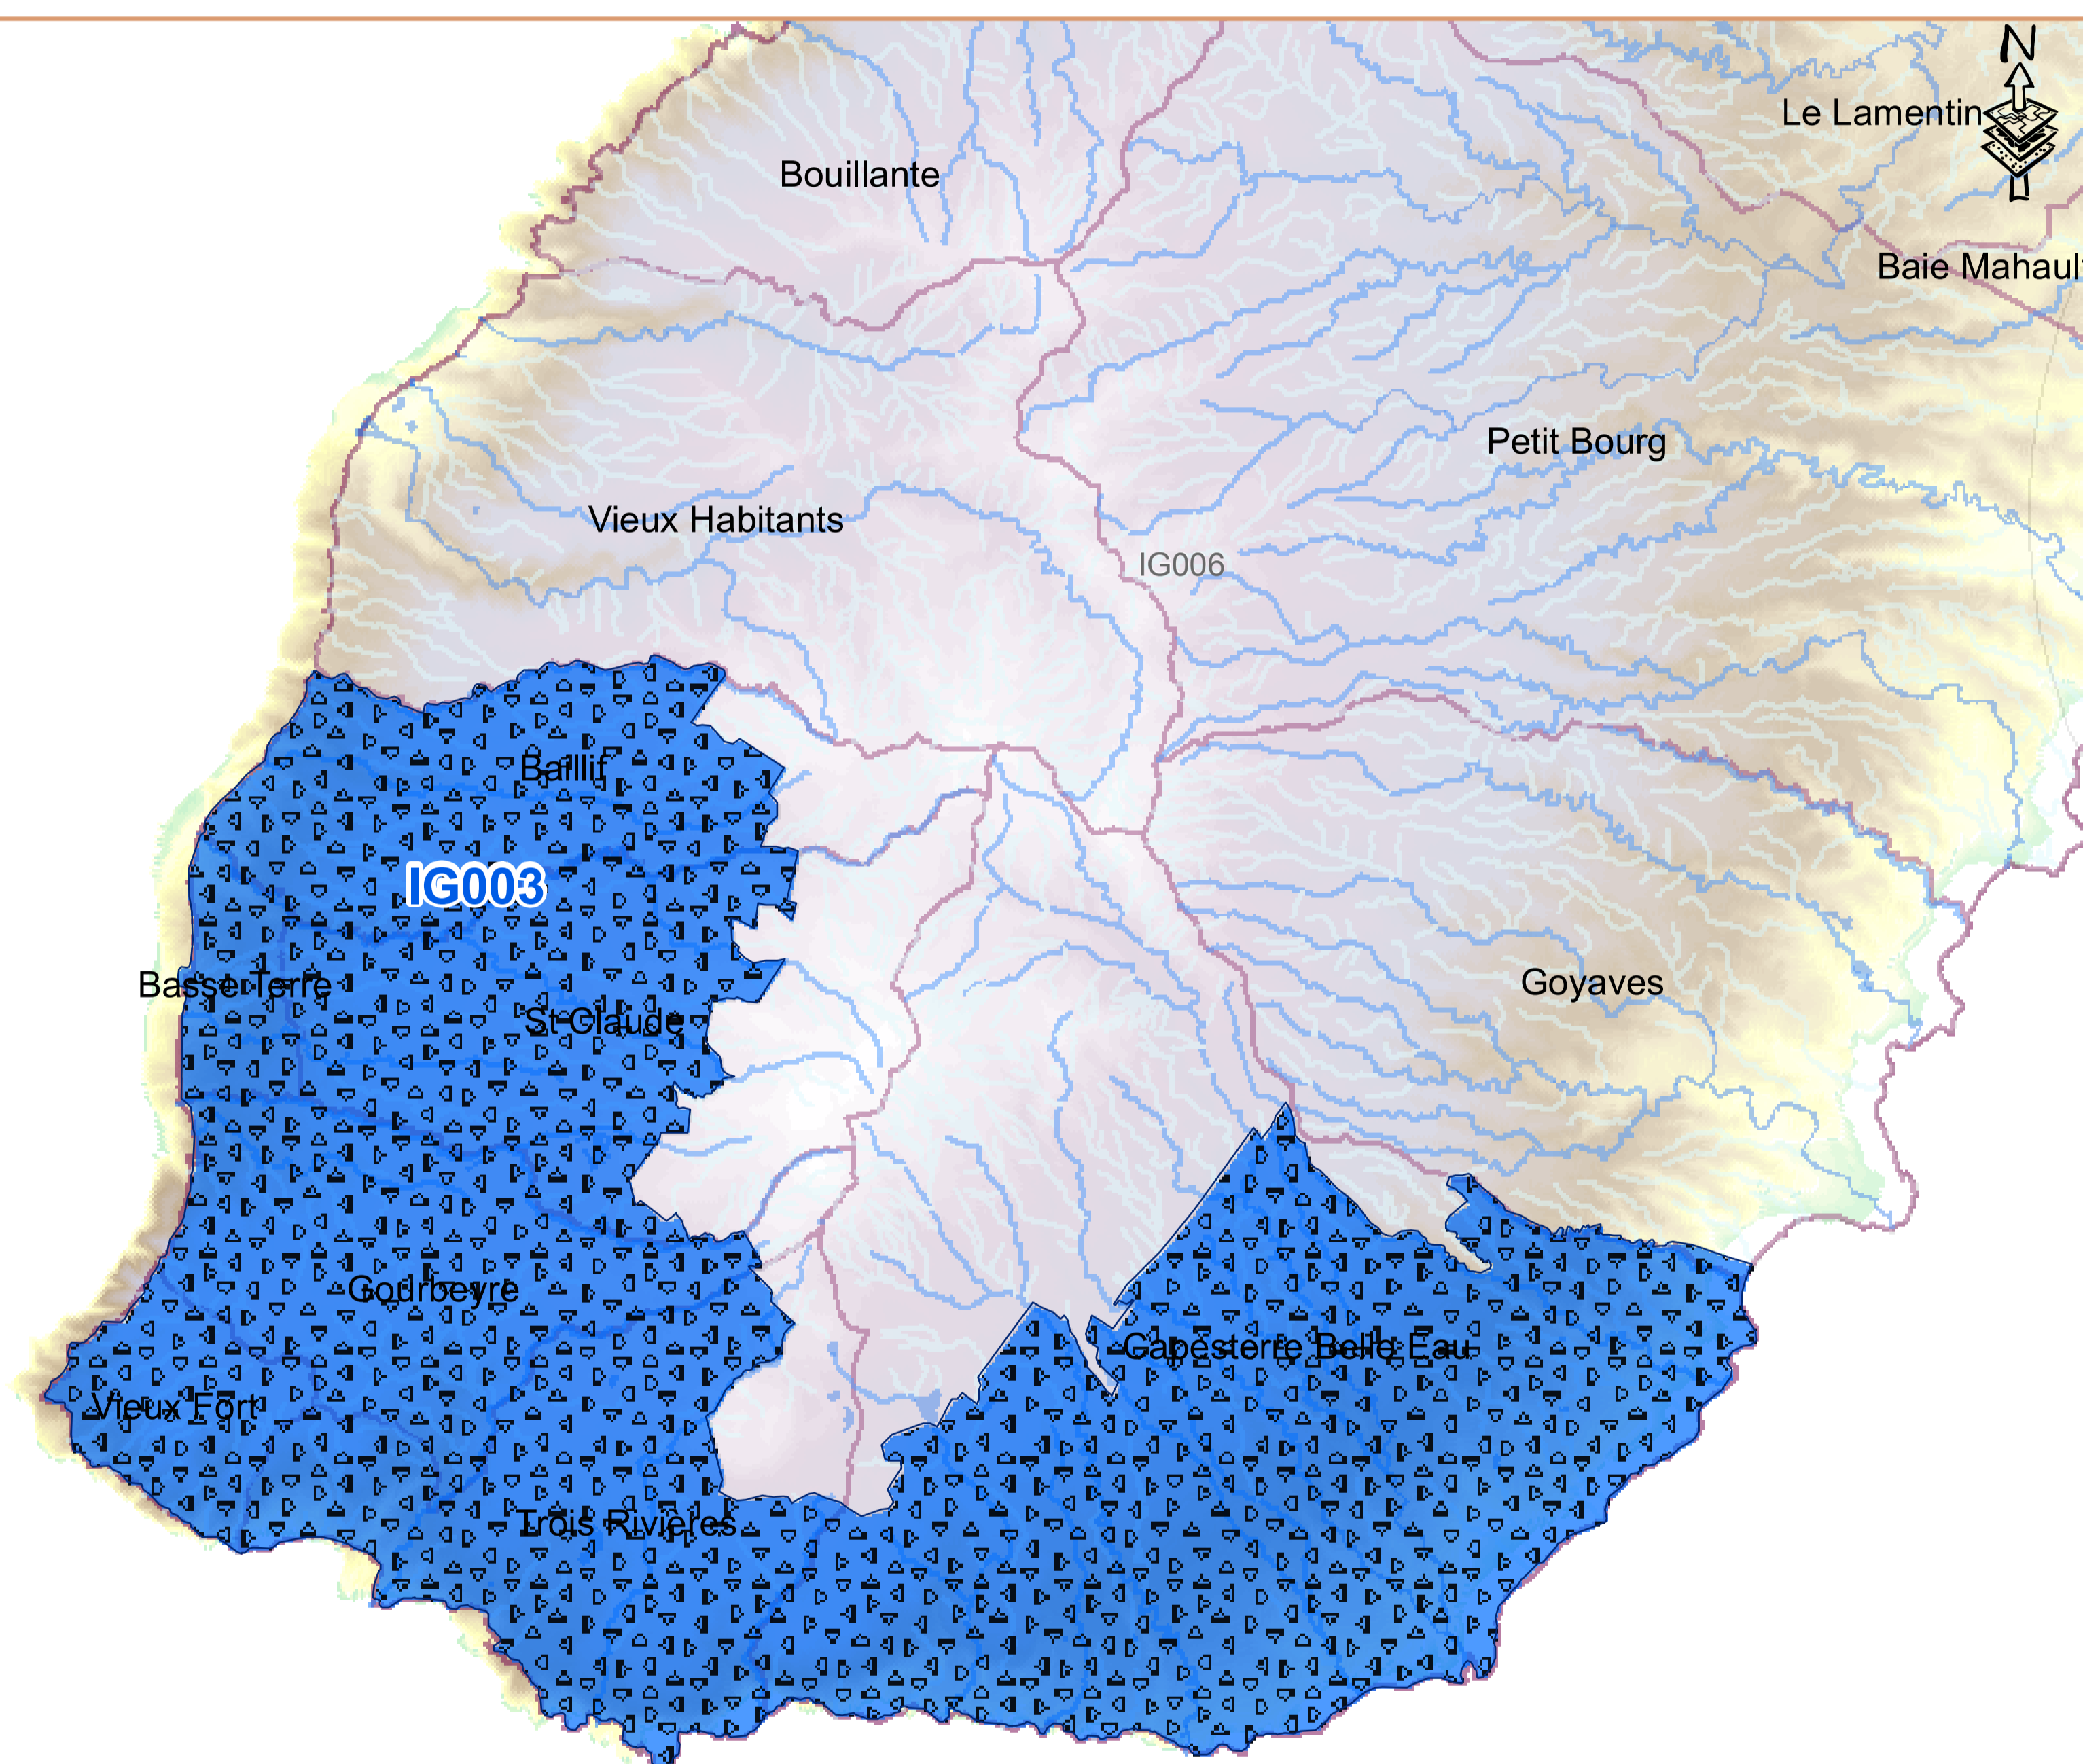 N
Le Lamentin
Bouillante
Baie Mahault
Petit Bourg
Vieux Habitants
IG006
Baillif
IG003
Basse Terre
Goyaves
St Claude
Gourbeyre
Capesterre Belle Eau
Vieux Fort
Trois Rivières